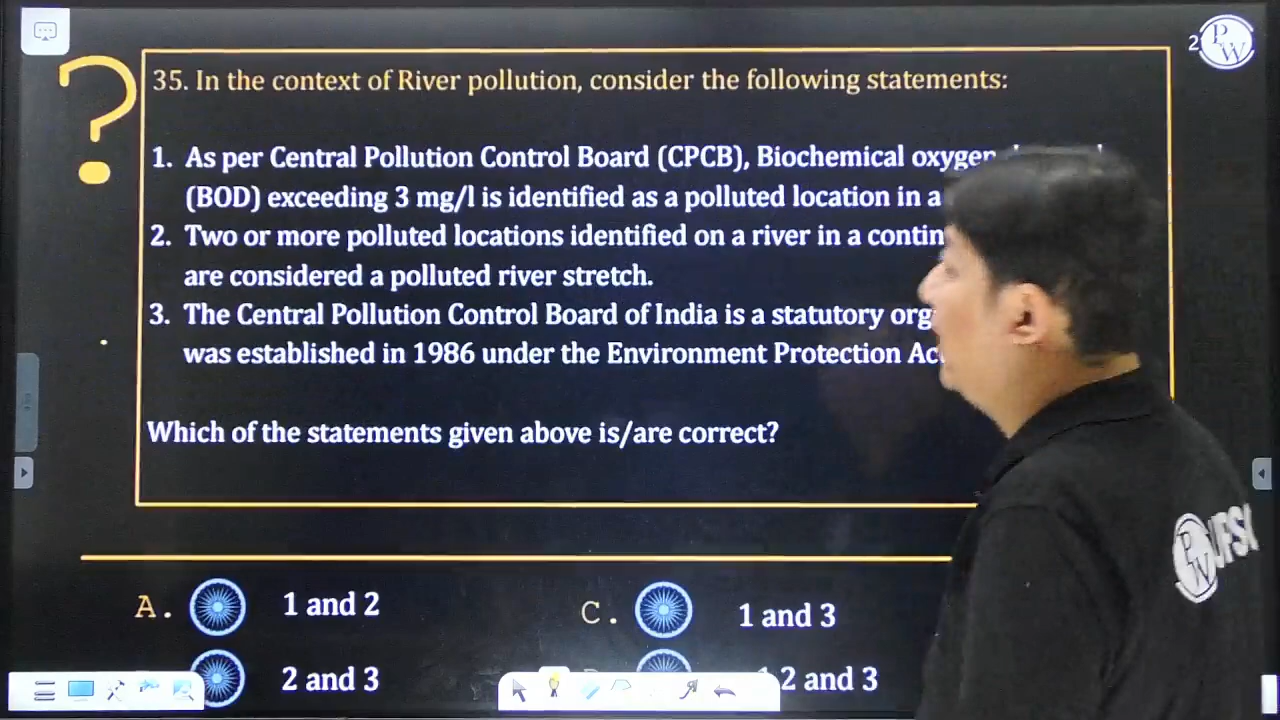 2
PW
35. In the context of River pollution, consider the following statements:
1. As per Central Pollution Control Board (CPCB), Biochemical oxygen
(BOD) exceeding 3 mg/l is identified as a polluted location in a
2. Two or more polluted locations identified on a river in a
are considered a polluted river stretch.
3. The Central Pollution Control Board of India is a statutory
was established in 1986 under the Environment Protection
Which of the statements given above is/are correct?
PW
A. 1 and 2
C. 1 and 3
2 and 3
2 and 3